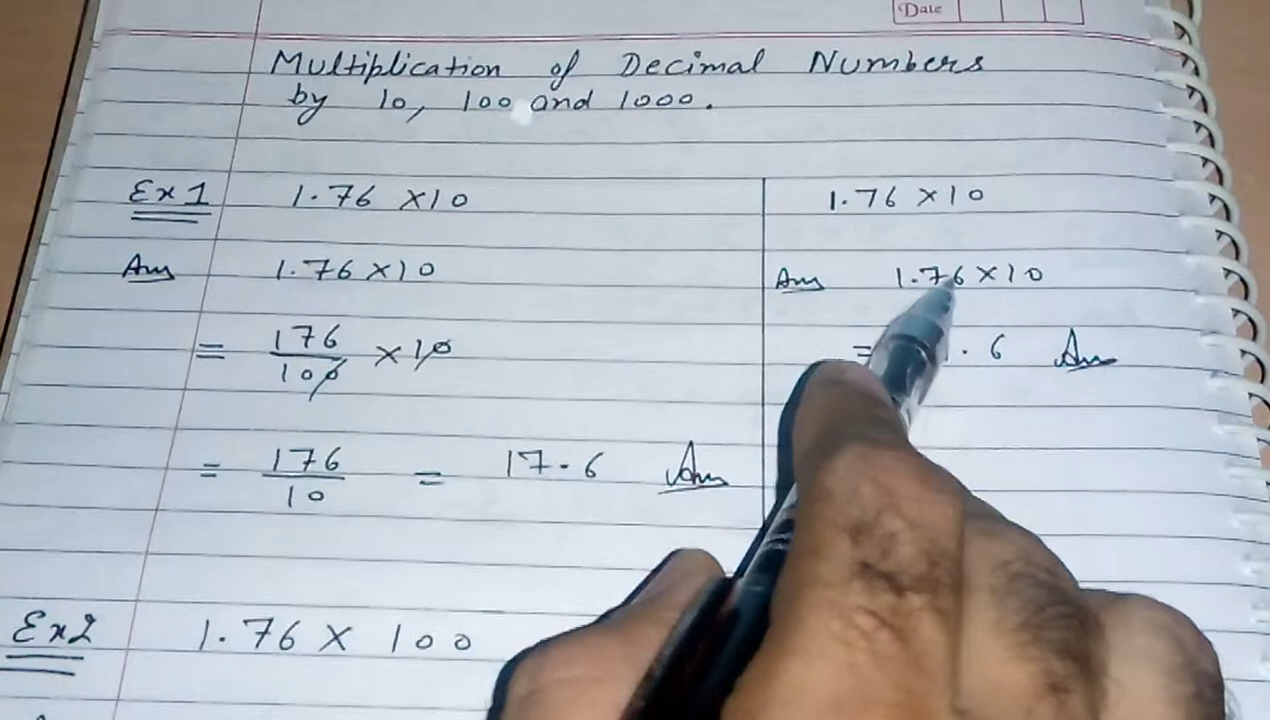 Date
Multiplication of Decimal Numbers
by 10, 100 and 1000.
Ex 1 1.76 × 10
Ans 1.76 × 10
= 176/100 × 10
= 176/10 = 17.6 Ans
1.76 × 10
Ans 1.76 × 10
= .6 Ans
Ex 2 1.76 × 100